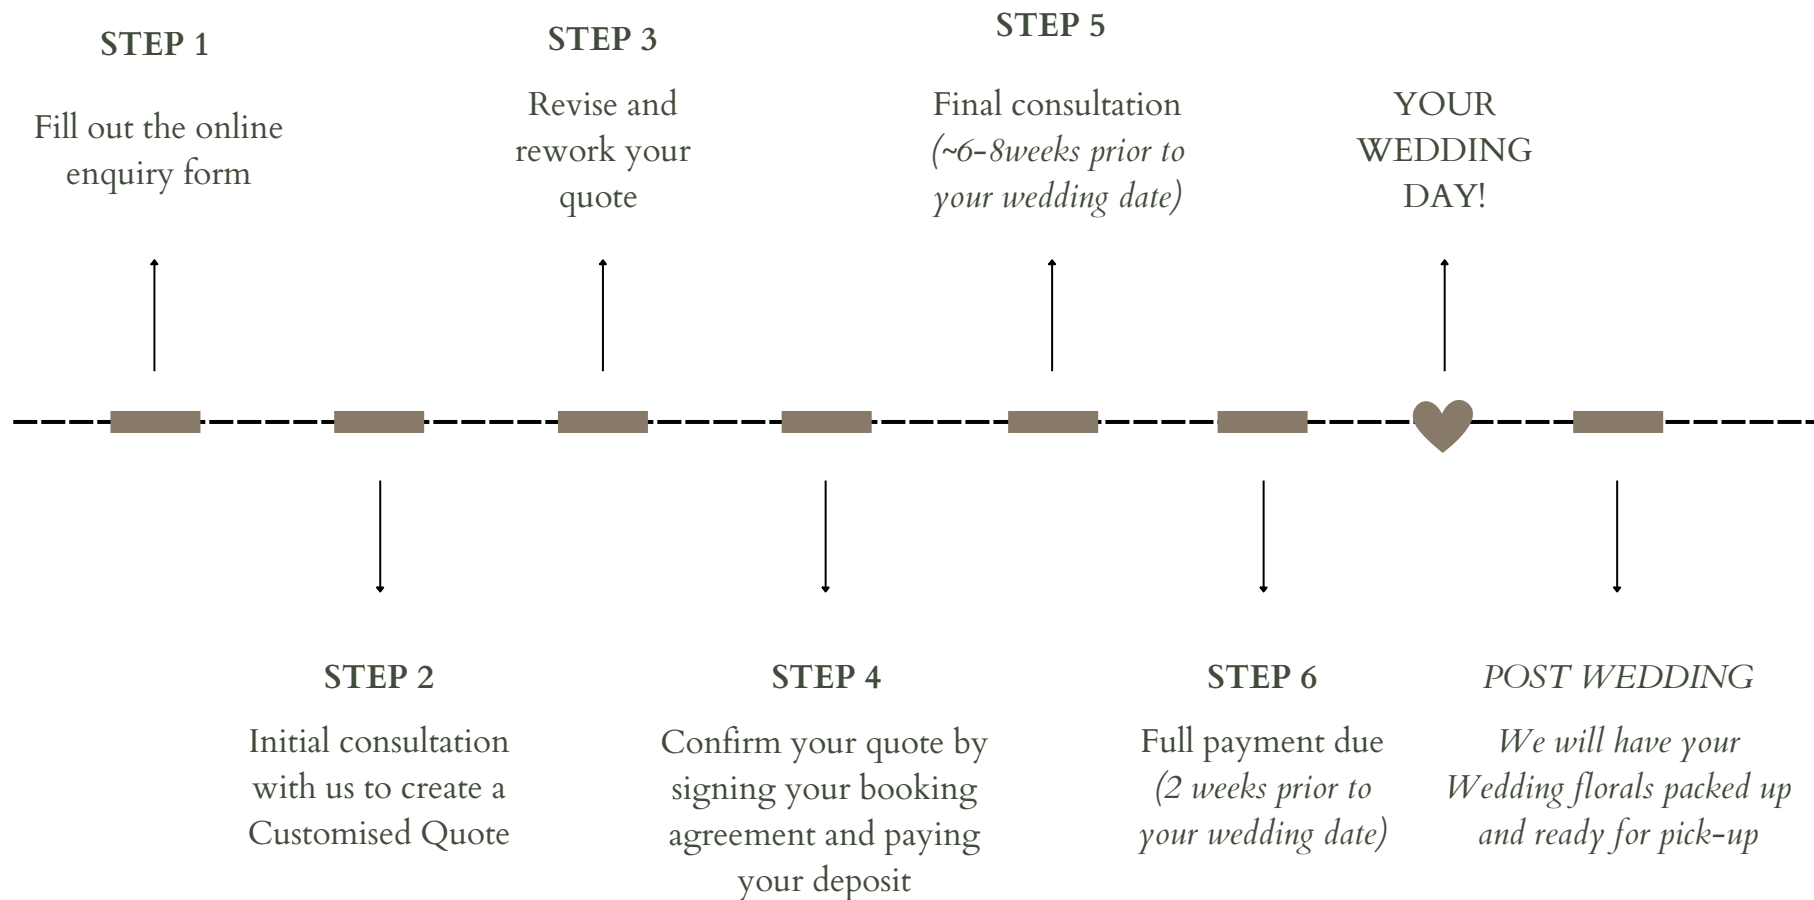 STEP 1
Fill out the online
enquiry form
STEP 2
Initial consultation
with us to create a
Customised Quote
STEP 3
Revise and
rework your
quote
STEP 4
Confirm your quote by
signing your booking
agreement and paying
your deposit
STEP 5
Final consultation
(~6-8weeks prior to
your wedding date)
STEP 6
Full payment due
(2 weeks prior to
your wedding date)
YOUR
WEDDING
DAY!
POST WEDDING
We will have your
Wedding florals packed up
and ready for pick-up